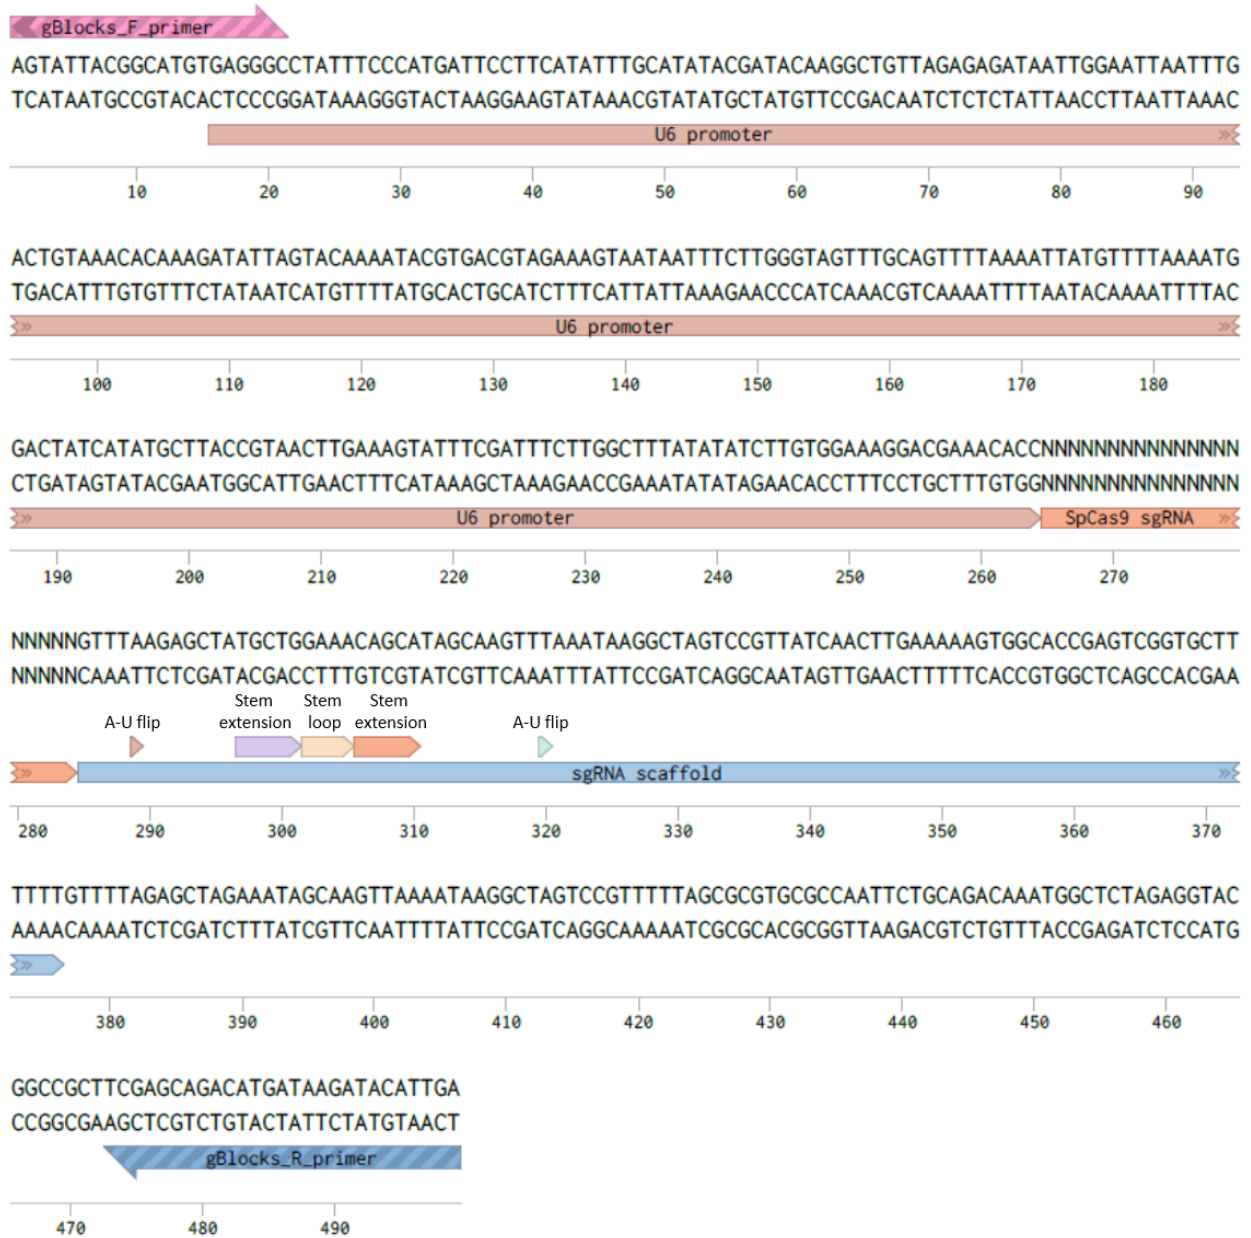 gBlocks_F_primer
AGTATTACGGCATGTGAGGGCCTATTTCCCATGATTCCTTCATATTTGCATATACGATACAAGGCTGTTAGAGAGATAATTGGAATTAATTTG
TCATAATGCCGTACACTCCCGGATAAAGGGTACTAAGGAAGTATAAACGTATATGCTATGTTCCGACAATCTCTCTATTAACCTTAATTAAAC
U6 promoter
10 20 30 40 50 60 70 80 90
ACTGTAAACACAAAGATATTAGTACAAAATACGTGACGTAGAAAGTAATAATTTCTTGGGTAGTTTGCAGTTTTAAAATTATGTTTTAAAATG
TGACATTTGTGTTTCTATAATCATGTTTTATGCACTGCATCTTTCATTATTAAAGAACCCATCAAACGTCAAAATTTTAATACAAAATTTTAC
U6 promoter
100 110 120 130 140 150 160 170 180
GACTATCATATGCTTACCGTAACTTGAAAGTATTTCGATTTCTTGGCTTTATATATCTTGTGGAAAGGACGAAACACCNNNNNNNNNNNNNNN
CTGATAGTATACGAATGGCATTGAACTTTCATAAAGCTAAAGAACCGAAATATATAGAACACCTTTCCTGCTTTGTGGNNNNNNNNNNNNNNN
U6 promoter SpCas9 sgRNA
190 200 210 220 230 240 250 260 270
NNNNNGTTTAAGAGCTATGCTGGAAACAGCATAGCAAGTTTAAATAAGGCTAGTCCGTTATCAACTTGAAAAAGTGGCACCGAGTCGGTGCTT
NNNNNCAAATTCTCGATACGACCTTTGTCGTATCGTTCAAATTTATTCCGATCAGGCAATAGTTGAACTTTTTCACCGTGGCTCAGCCACGAA
Stem Stem Stem
A-U flip extension loop extension A-U flip
sgRNA scaffold
280 290 300 310 320 330 340 350 360 370
TTTTGTTTTAGAGCTAGAAATAGCAAGTTAAAATAAGGCTAGTCCGTTTTTAGCGCGTGCGCCAATTCTGCAGACAAATGGCTCTAGAGGTAC
AAAACAAAATCTCGATCTTTATCGTTCAATTTTATTCCGATCAGGCAAAAATCGCGCACGCGGTTAAGACGTCTGTTTACCGAGATCTCCATG
380 390 400 410 420 430 440 450 460
GGCCGCTTCGAGCAGACATGATAAGATACATTGA
CCGGCGAAGCTCGTCTGTACTATTCTATGTAACT
gBlocks_R_primer
470 480 490